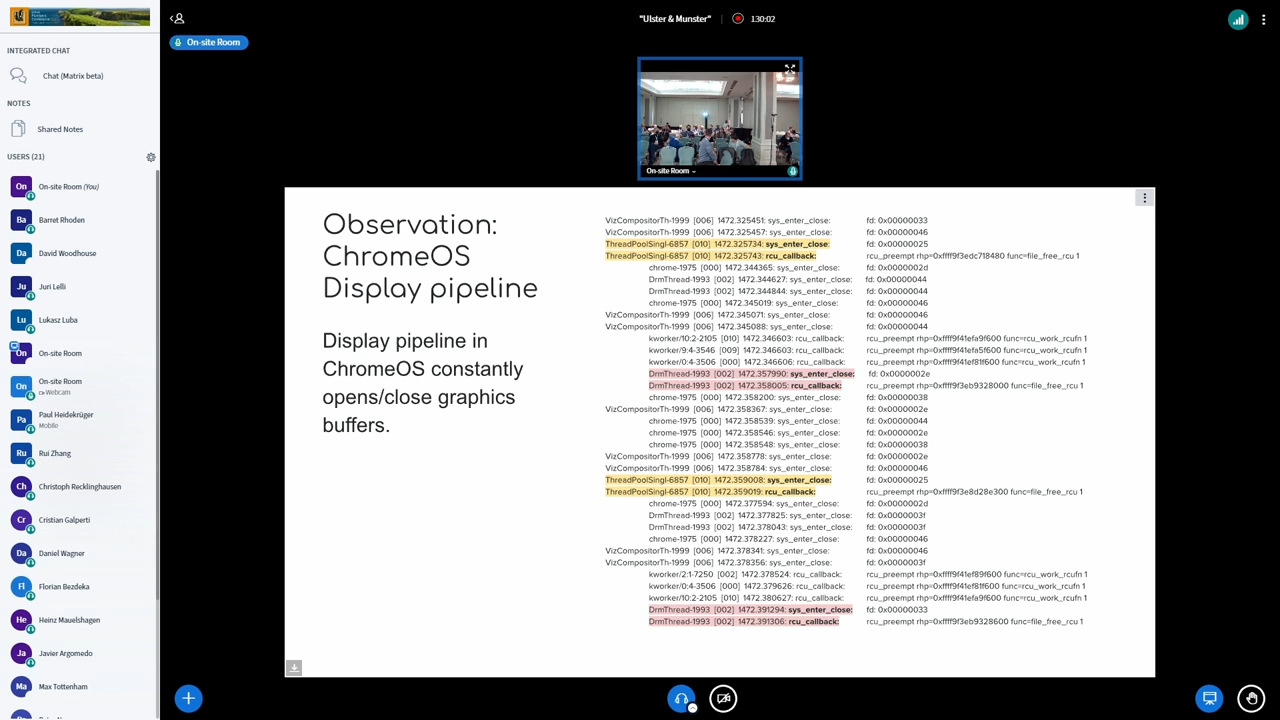 "Ulster & Munster"
130:02
On-site Room
INTEGRATED CHAT
Chat (Matrix beta)
NOTES
Shared Notes
USERS (21)
On On-site Room (You)
Ba Barret Rhoden
Da David Woodhouse
Ju Juri Lelli
Lu Lukasz Luba
On On-site Room
On On-site Room
Webcam
Pa Paul Heidekrüger
Mobile
Ru Rui Zhang
Ch Christoph Recklinghausen
Cr Cristian Galperti
Da Daniel Wagner
Fl Florian Bezdeka
He Heinz Mauelshagen
Ja Javier Argomedo
Ma Max Tottenham
On-site Room
Observation:
ChromeOS
Display pipeline
Display pipeline in
ChromeOS constantly
opens/close graphics
buffers.
VizCompositorTh-1999 [006] 1472.325451: sys_enter_close: fd: 0x00000033
VizCompositorTh-1999 [006] 1472.325457: sys_enter_close: fd: 0x00000046
ThreadPoolSingl-6857 [010] 1472.325734: sys_enter_close: fd: 0x00000025
ThreadPoolSingl-6857 [010] 1472.325743: rcu_callback: rcu_preempt rhp=0xffff9f3edc718480 func=file_free_rcu 1
chrome-1975 [000] 1472.344365: sys_enter_close: fd: 0x0000002d
DrmThread-1993 [002] 1472.344627: sys_enter_close: fd: 0x00000044
DrmThread-1993 [002] 1472.344844: sys_enter_close: fd: 0x00000044
chrome-1975 [000] 1472.345019: sys_enter_close: fd: 0x00000046
VizCompositorTh-1999 [006] 1472.345071: sys_enter_close: fd: 0x00000046
VizCompositorTh-1999 [006] 1472.345088: sys_enter_close: fd: 0x00000044
kworker/10:2-2105 [010] 1472.346603: rcu_callback: rcu_preempt rhp=0xffff9f41efa9f600 func=rcu_work_rcufn 1
kworker/9:4-3546 [009] 1472.346603: rcu_callback: rcu_preempt rhp=0xffff9f41efa5f600 func=rcu_work_rcufn 1
kworker/0:4-3506 [000] 1472.346606: rcu_callback: rcu_preempt rhp=0xffff9f41ef81f600 func=rcu_work_rcufn 1
DrmThread-1993 [002] 1472.357990: sys_enter_close: fd: 0x0000002e
DrmThread-1993 [002] 1472.358005: rcu_callback: rcu_preempt rhp=0xffff9f3eb9328000 func=file_free_rcu 1
chrome-1975 [000] 1472.358200: sys_enter_close: fd: 0x00000038
VizCompositorTh-1999 [006] 1472.358367: sys_enter_close: fd: 0x0000002e
chrome-1975 [000] 1472.358539: sys_enter_close: fd: 0x00000044
chrome-1975 [000] 1472.358546: sys_enter_close: fd: 0x0000002e
chrome-1975 [000] 1472.358548: sys_enter_close: fd: 0x00000038
VizCompositorTh-1999 [006] 1472.358778: sys_enter_close: fd: 0x0000002e
VizCompositorTh-1999 [006] 1472.358784: sys_enter_close: fd: 0x00000046
ThreadPoolSingl-6857 [010] 1472.359008: sys_enter_close: fd: 0x00000025
ThreadPoolSingl-6857 [010] 1472.359019: rcu_callback: rcu_preempt rhp=0xffff9f3e8d28e300 func=file_free_rcu 1
chrome-1975 [000] 1472.377594: sys_enter_close: fd: 0x0000002d
DrmThread-1993 [002] 1472.377825: sys_enter_close: fd: 0x0000003f
DrmThread-1993 [002] 1472.378043: sys_enter_close: fd: 0x0000003f
chrome-1975 [000] 1472.378227: sys_enter_close: fd: 0x00000046
VizCompositorTh-1999 [006] 1472.378341: sys_enter_close: fd: 0x00000046
VizCompositorTh-1999 [006] 1472.378356: sys_enter_close: fd: 0x0000003f
kworker/2:1-7250 [002] 1472.378524: rcu_callback: rcu_preempt rhp=0xffff9f41ef89f600 func=rcu_work_rcufn 1
kworker/0:4-3506 [000] 1472.379626: rcu_callback: rcu_preempt rhp=0xffff9f41ef81f600 func=rcu_work_rcufn 1
kworker/10:2-2105 [010] 1472.380627: rcu_callback: rcu_preempt rhp=0xffff9f41efa9f600 func=rcu_work_rcufn 1
DrmThread-1993 [002] 1472.391294: sys_enter_close: fd: 0x00000033
DrmThread-1993 [002] 1472.391306: rcu_callback: rcu_preempt rhp=0xffff9f3eb9328600 func=file_free_rcu 1